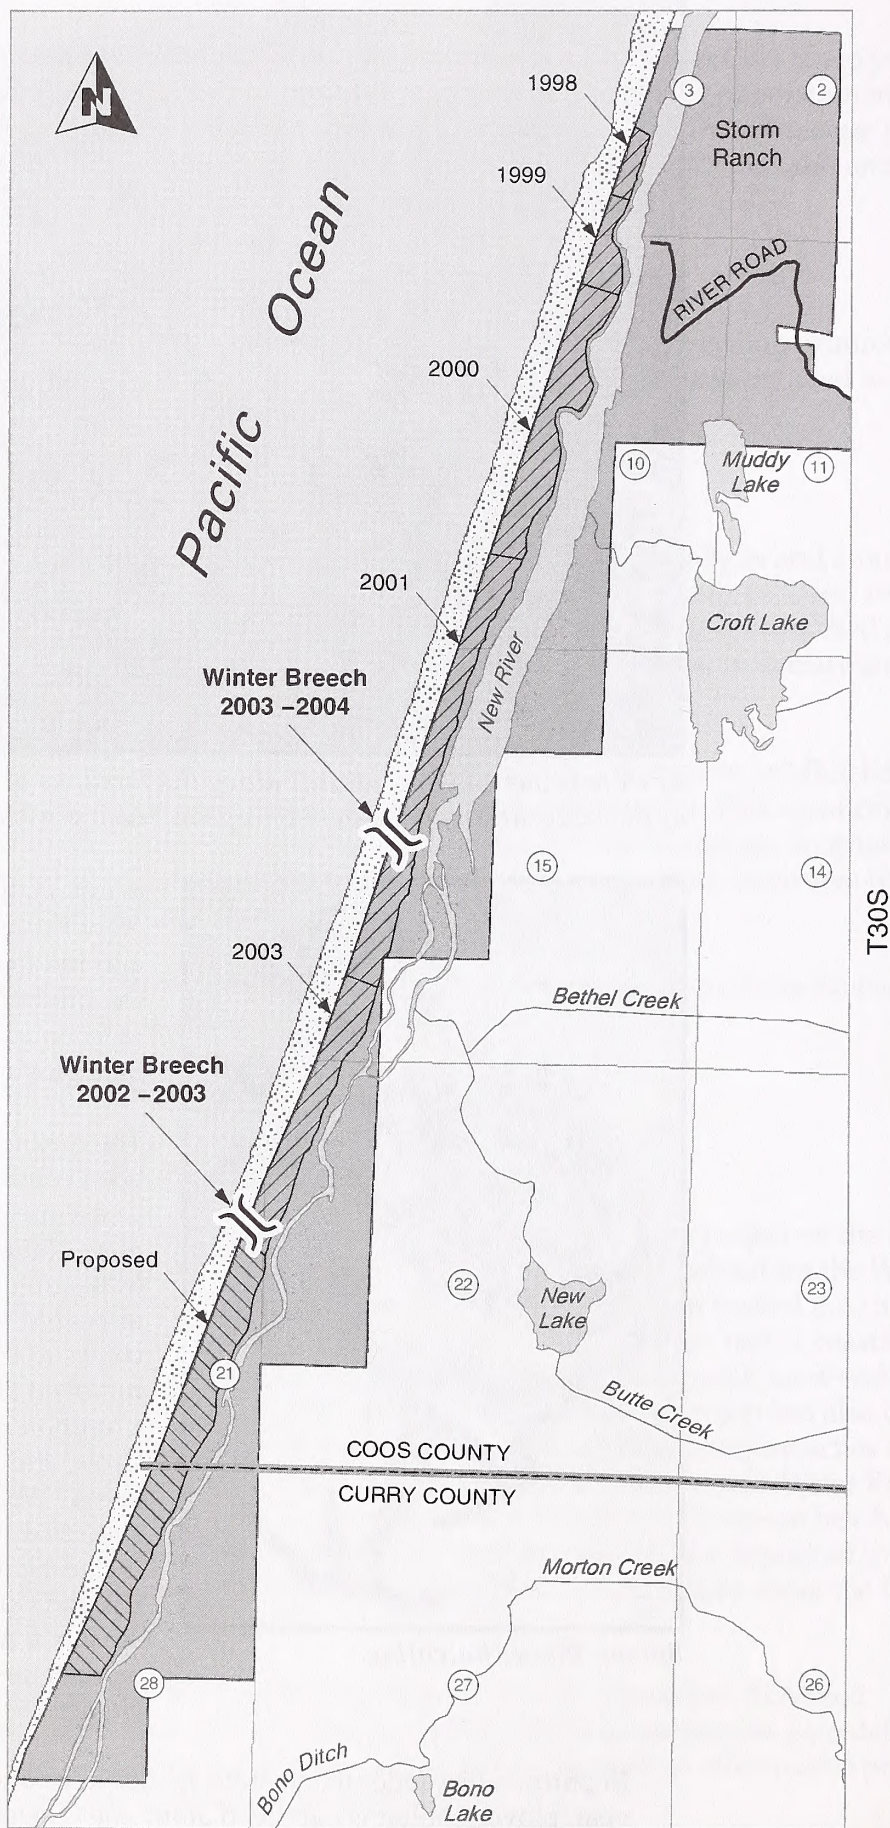 N
3
2
1998
Storm
Ranch
1999
Pacific Ocean
RIVER ROAD
2000
10
Muddy
Lake
11
2001
Croft Lake
New River
Winter Breech
2003 –2004
15
14
T30S
2003
Bethel Creek
Winter Breech
2002 –2003
Proposed
22
New
Lake
23
21
Butte Creek
COOS COUNTY
CURRY COUNTY
Morton Creek
28
27
26
Bono Ditch
Bono
Lake